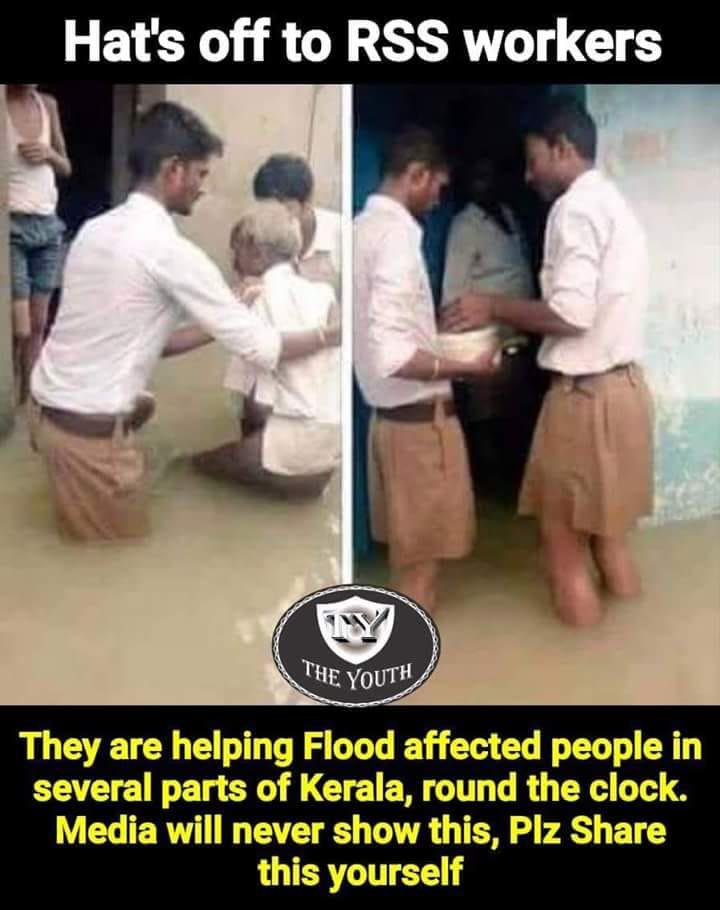 Hat's off to RSS workers
TY
THE YOUTH
They are helping Flood affected people in
several parts of Kerala, round the clock.
Media will never show this, Plz Share
this yourself